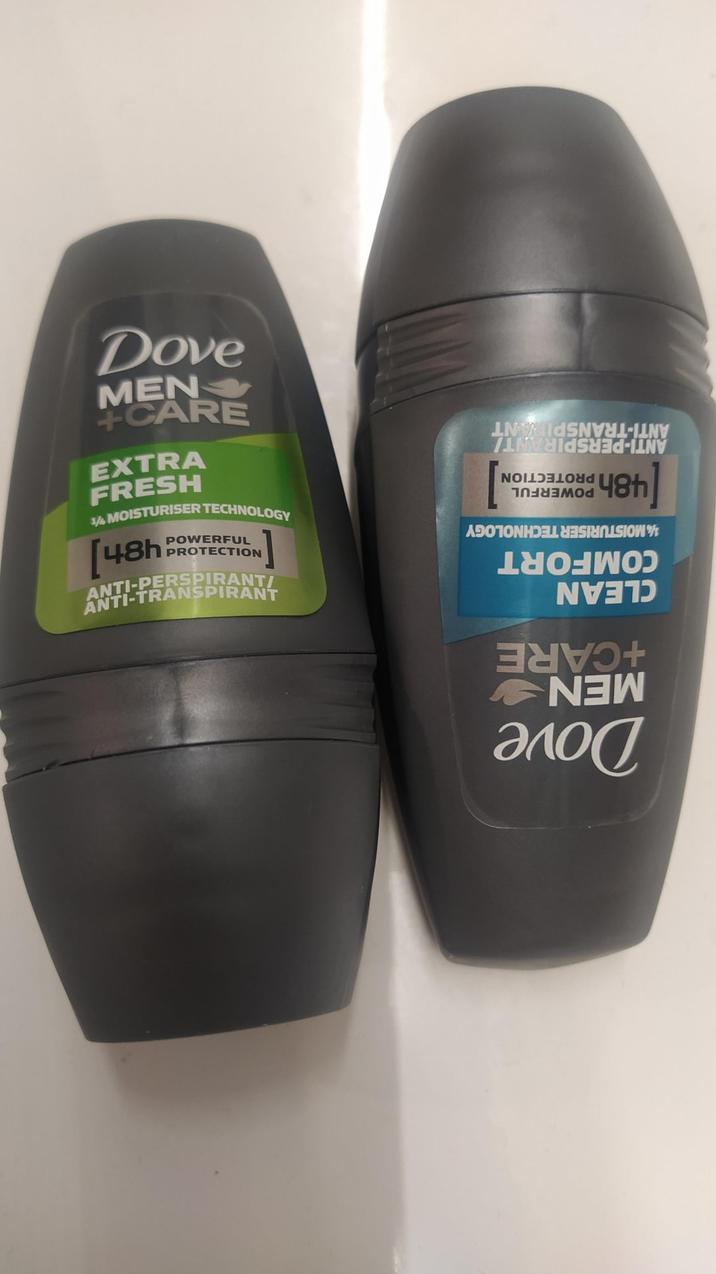 Dove
MEN
+CARE
EXTRA
FRESH
¼ MOISTURISER TECHNOLOGY
[48h POWERFUL
PROTECTION]
ANTI-PERSPIRANT/
ANTI-TRANSPIRANT
Dove
MEN
+CARE
CLEAN
COMFORT
¼ MOISTURISER TECHNOLOGY
[48h POWERFUL
PROTECTION]
ANTI-PERSPIRANT/
ANTI-TRANSPIRANT